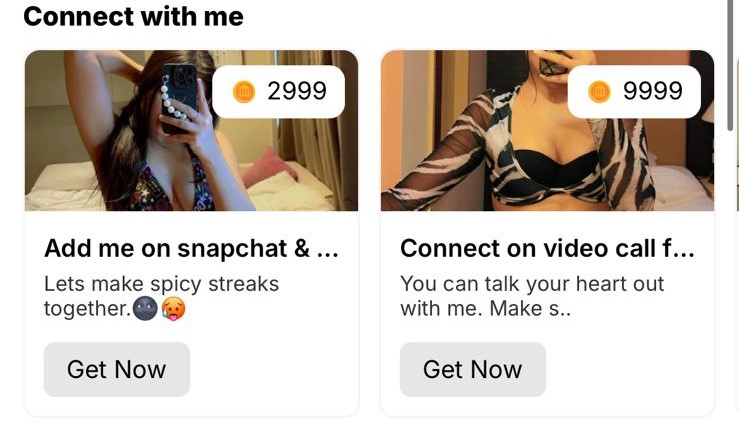 Connect with me
2999
9999
Add me on snapchat & ...
Connect on video call f...
Lets make spicy streaks
together.🌚🥵
You can talk your heart out
with me. Make s..
Get Now
Get Now